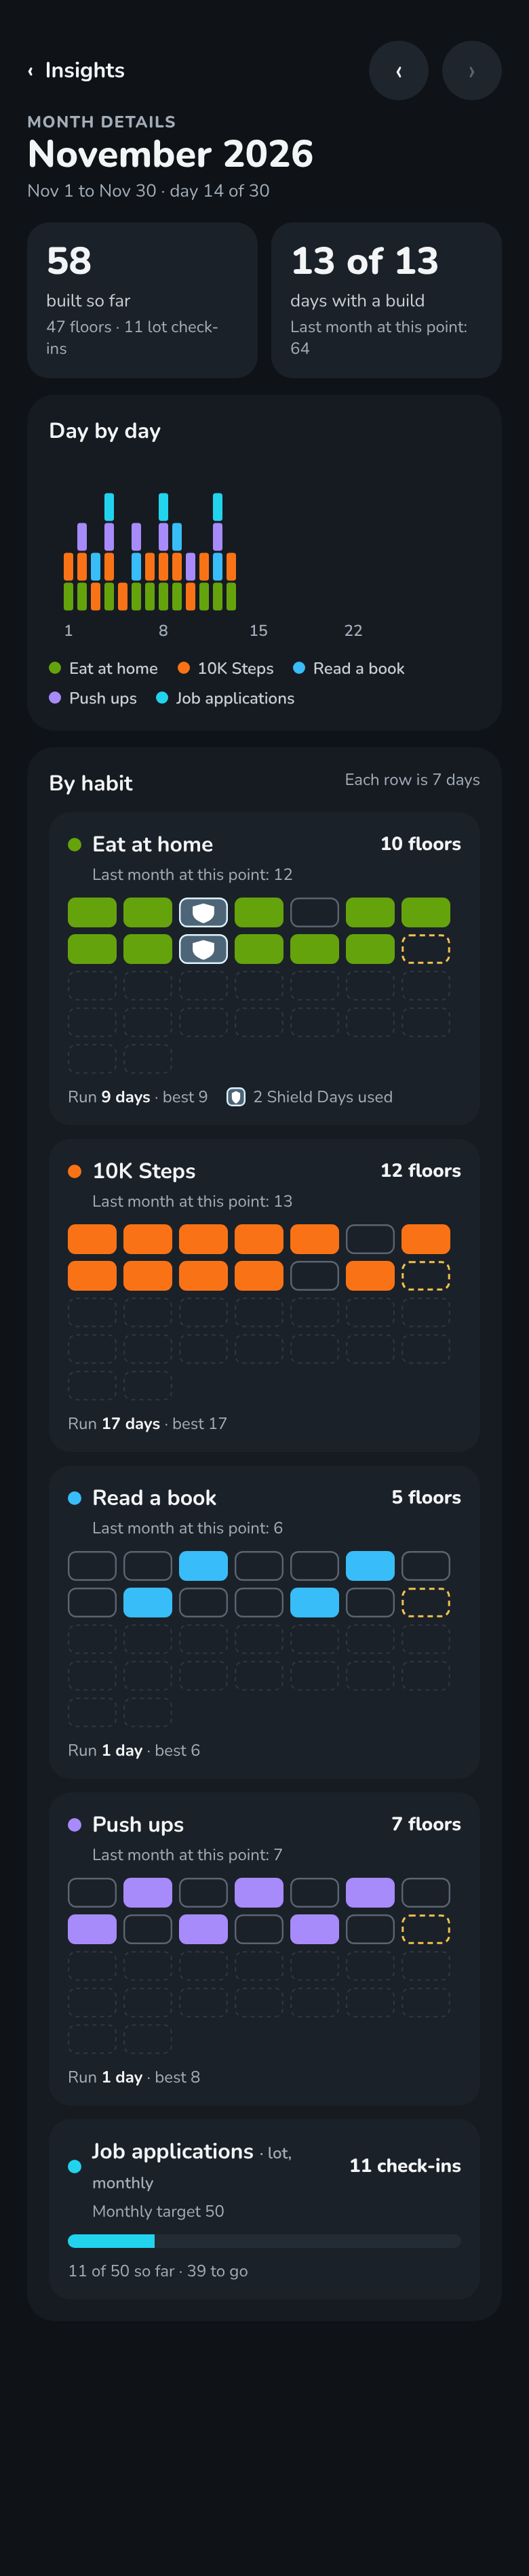 ‹ Insights ‹ ›
MONTH DETAILS
November 2026
Nov 1 to Nov 30 · day 14 of 30
58
built so far
47 floors · 11 lot check-
ins
13 of 13
days with a build
Last month at this point:
64
Day by day
1 8 15 22
Eat at home 10K Steps Read a book
Push ups Job applications
By habit Each row is 7 days
Eat at home 10 floors
Last month at this point: 12
Run 9 days · best 9 2 Shield Days used
10K Steps 12 floors
Last month at this point: 13
Run 17 days · best 17
Read a book 5 floors
Last month at this point: 6
Run 1 day · best 6
Push ups 7 floors
Last month at this point: 7
Run 1 day · best 8
Job applications · lot, 11 check-ins
monthly
Monthly target 50
11 of 50 so far · 39 to go